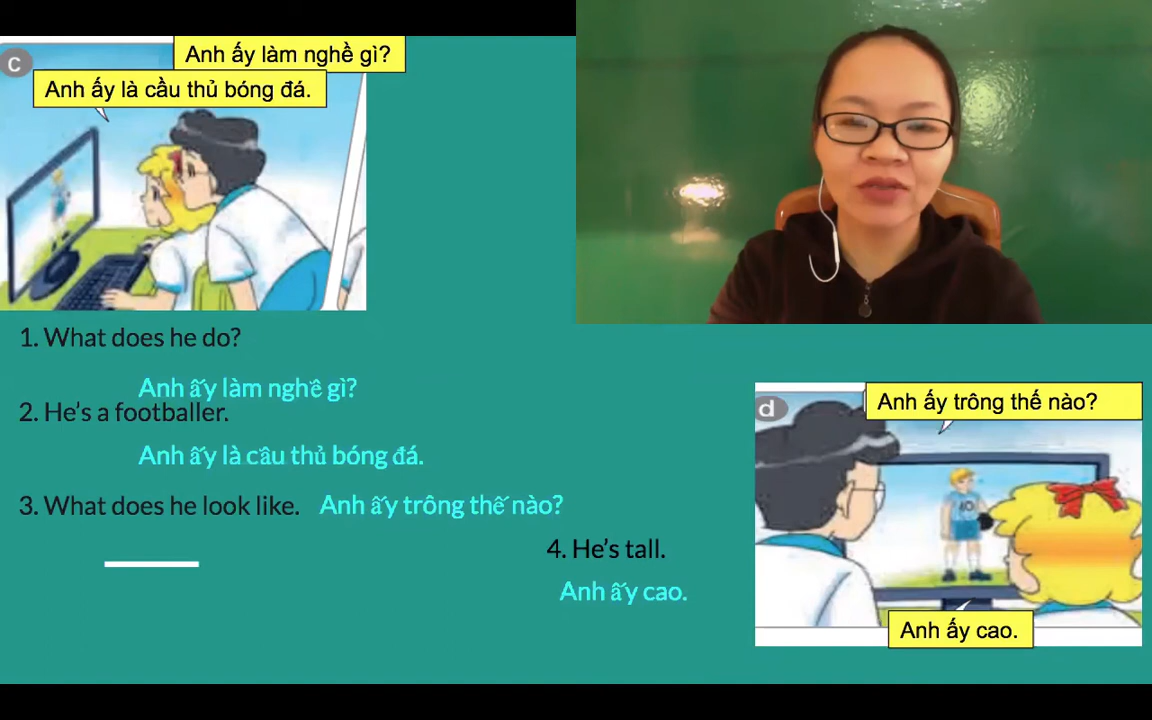 c
Anh ấy làm nghề gì?
Anh ấy là cầu thủ bóng đá.
1. What does he do?
Anh ấy làm nghề gì?
2. He's a footballer.
Anh ấy là cầu thủ bóng đá.
3. What does he look like. Anh ấy trông thế nào?
4. He's tall.
Anh ấy cao.
d
Anh ấy trông thế nào?
10
Anh ấy cao.